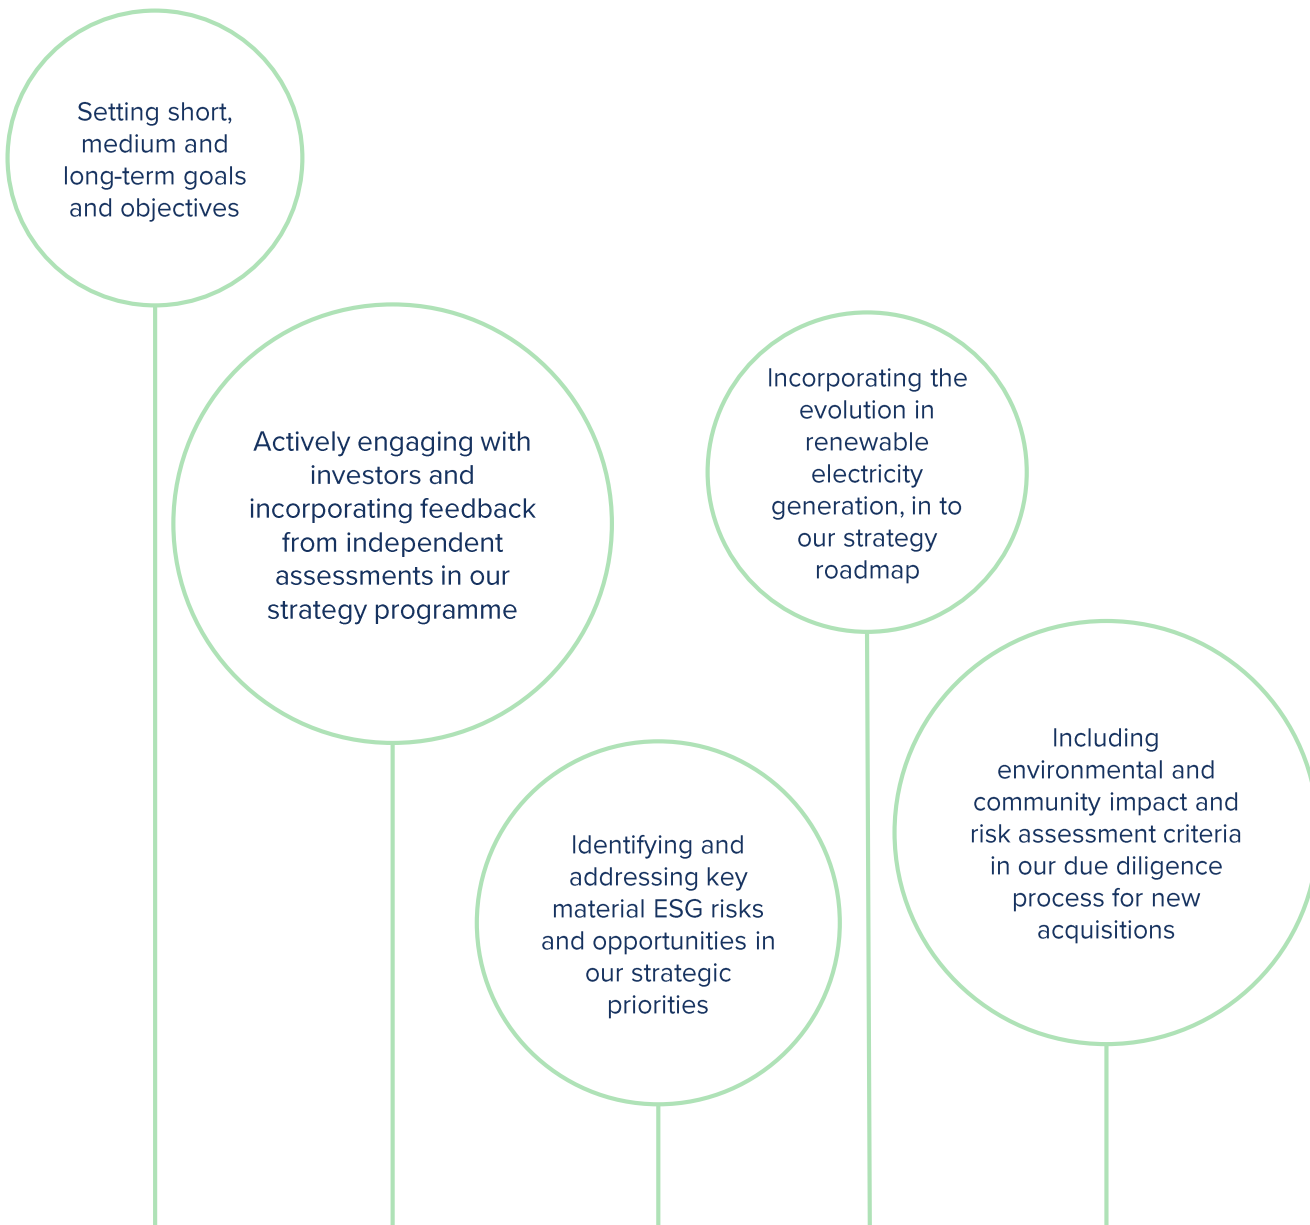 Setting short,
medium and
long-term goals
and objectives
Actively engaging with
investors and
incorporating feedback
from independent
assessments in our
strategy programme
Identifying and
addressing key
material ESG risks
and opportunities in
our strategic
priorities
Incorporating the
evolution in
renewable
electricity
generation, in to
our strategy
roadmap
Including
environmental and
community impact and
risk assessment criteria
in our due diligence
process for new
acquisitions